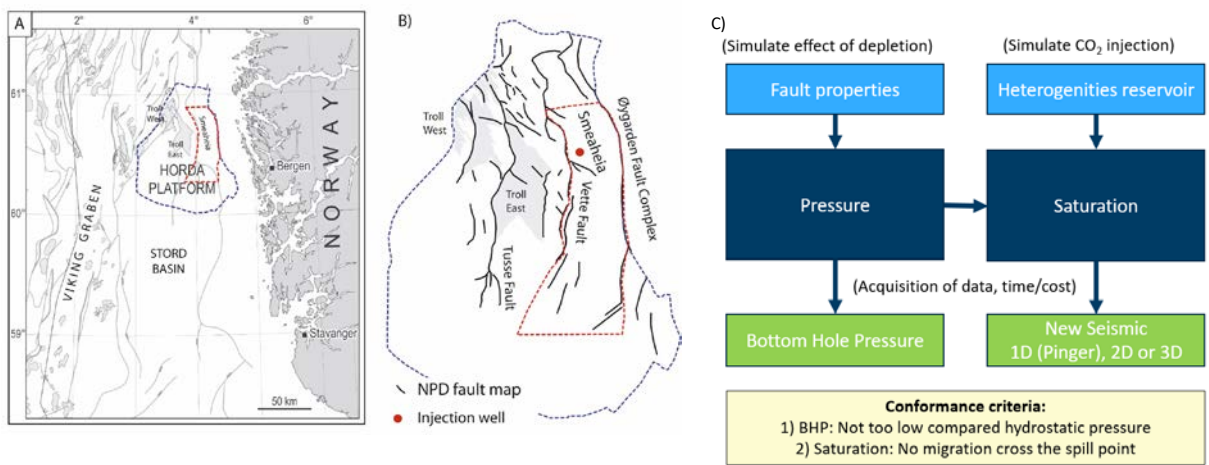 A
2°
4°
6°
61°
60°
59°
Troll
West
Troll
East
Smeaheia
HORDA
PLATFORM
VIKING GRABEN
STORD
BASIN
NORWAY
Bergen
Stavanger
50 km
B)
Troll
West
Troll
East
Smeaheia
Øygarden Fault Complex
Vette Fault
Tusse Fault
NPD fault map
Injection well
C)
(Simulate effect of depletion)
(Simulate CO₂ injection)
Fault properties
Heterogenities reservoir
Pressure
Saturation
(Acquisition of data, time/cost)
Bottom Hole Pressure
New Seismic
1D (Pinger), 2D or 3D
Conformance criteria:
1) BHP: Not too low compared hydrostatic pressure
2) Saturation: No migration cross the spill point